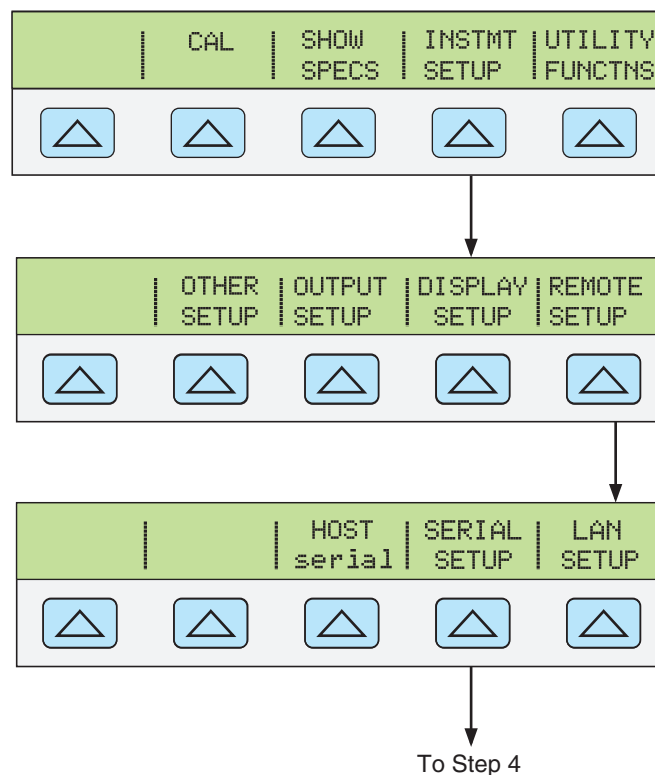 CAL SHOW INSTMT UTILITY
SPECS SETUP FUNCTNS
OTHER OUTPUT DISPLAY REMOTE
SETUP SETUP SETUP SETUP
HOST SERIAL LAN
serial SETUP SETUP
To Step 4